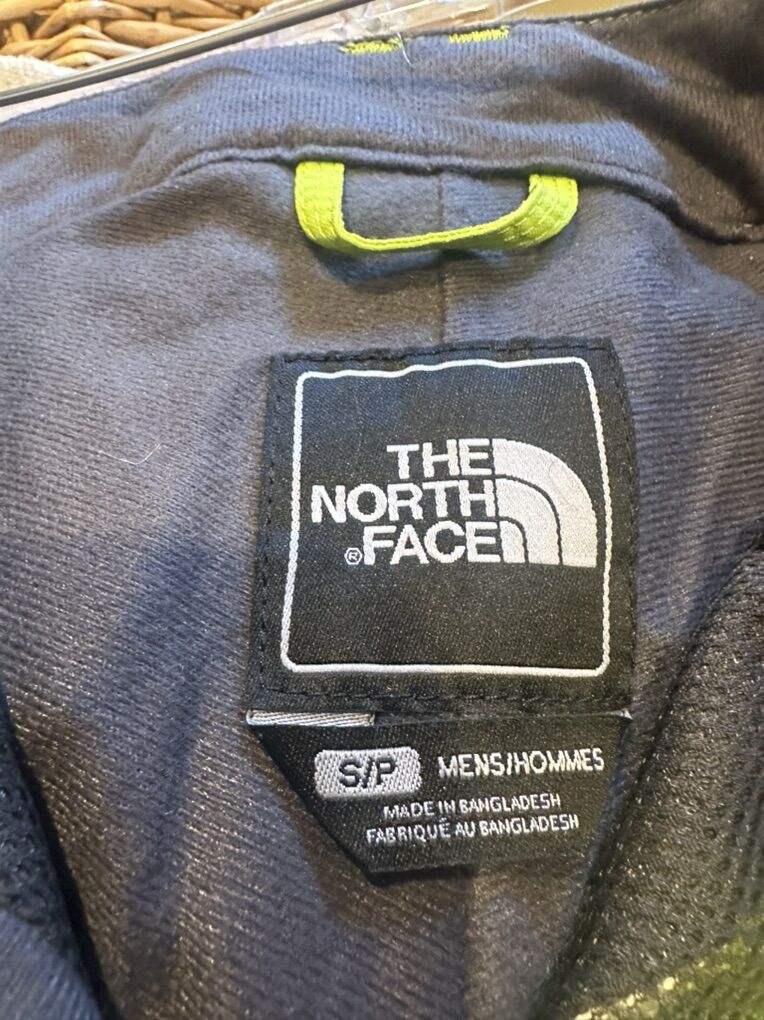 THE
NORTH
® FACE
S/P MENS/HOMMES
MADE IN BANGLADESH
FABRIQUÉ AU BANGLADESH